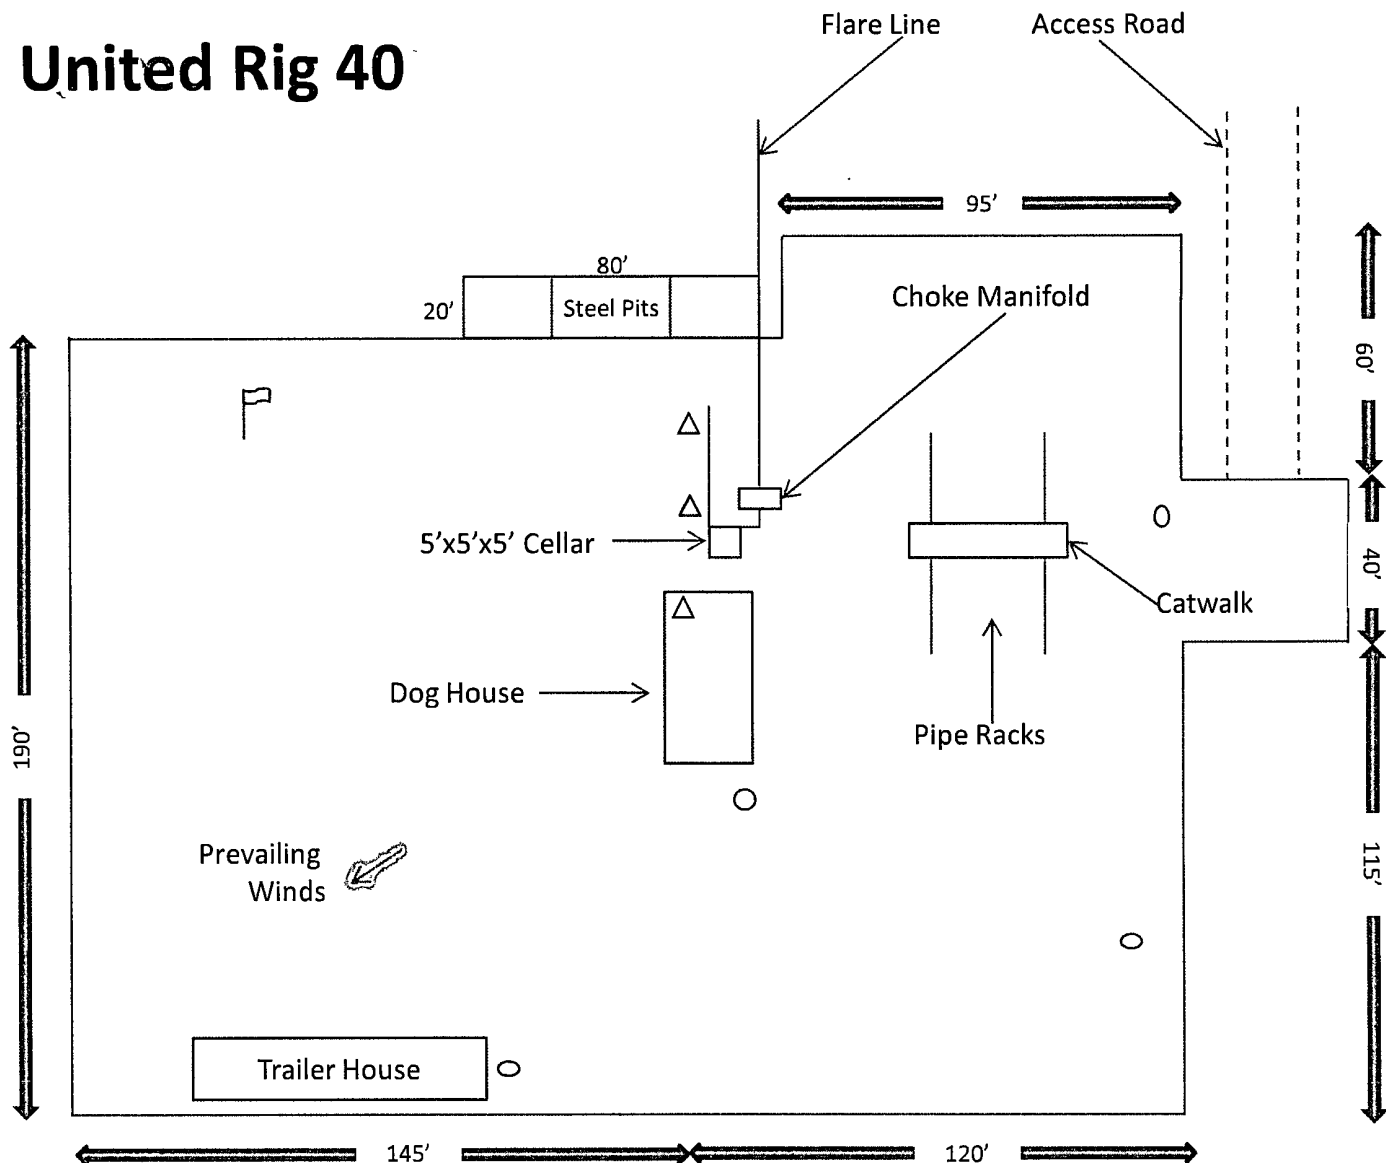 Flare Line
Access Road
United Rig 40
95'
80'
20'
Steel Pits
Choke Manifold
60'
5'x5'x5' Cellar
40'
Catwalk
Dog House
Pipe Racks
190'
Prevailing
Winds
115'
Trailer House
145'
120'